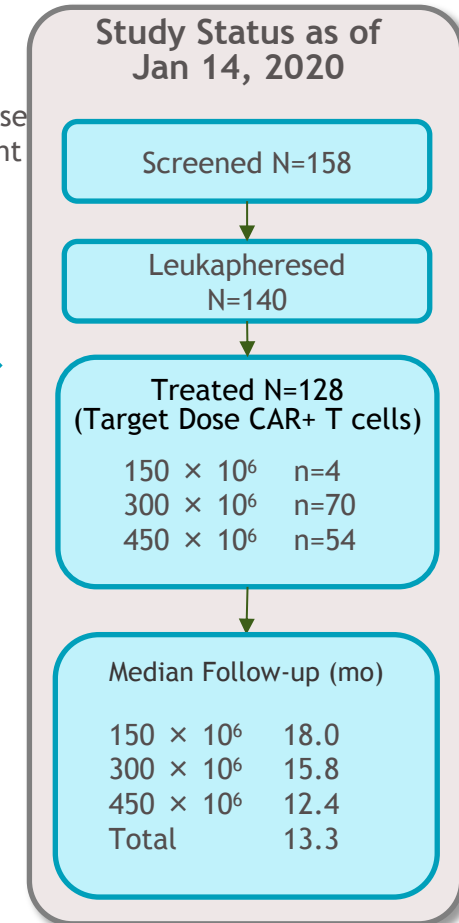 Study Status as of
Jan 14, 2020
se
nt
Screened N=158
Leukapheresed
N=140
Treated N=128
(Target Dose CAR+ T cells)
150 × 10⁶ n=4
300 × 10⁶ n=70
450 × 10⁶ n=54
Median Follow-up (mo)
150 × 10⁶ 18.0
300 × 10⁶ 15.8
450 × 10⁶ 12.4
Total 13.3